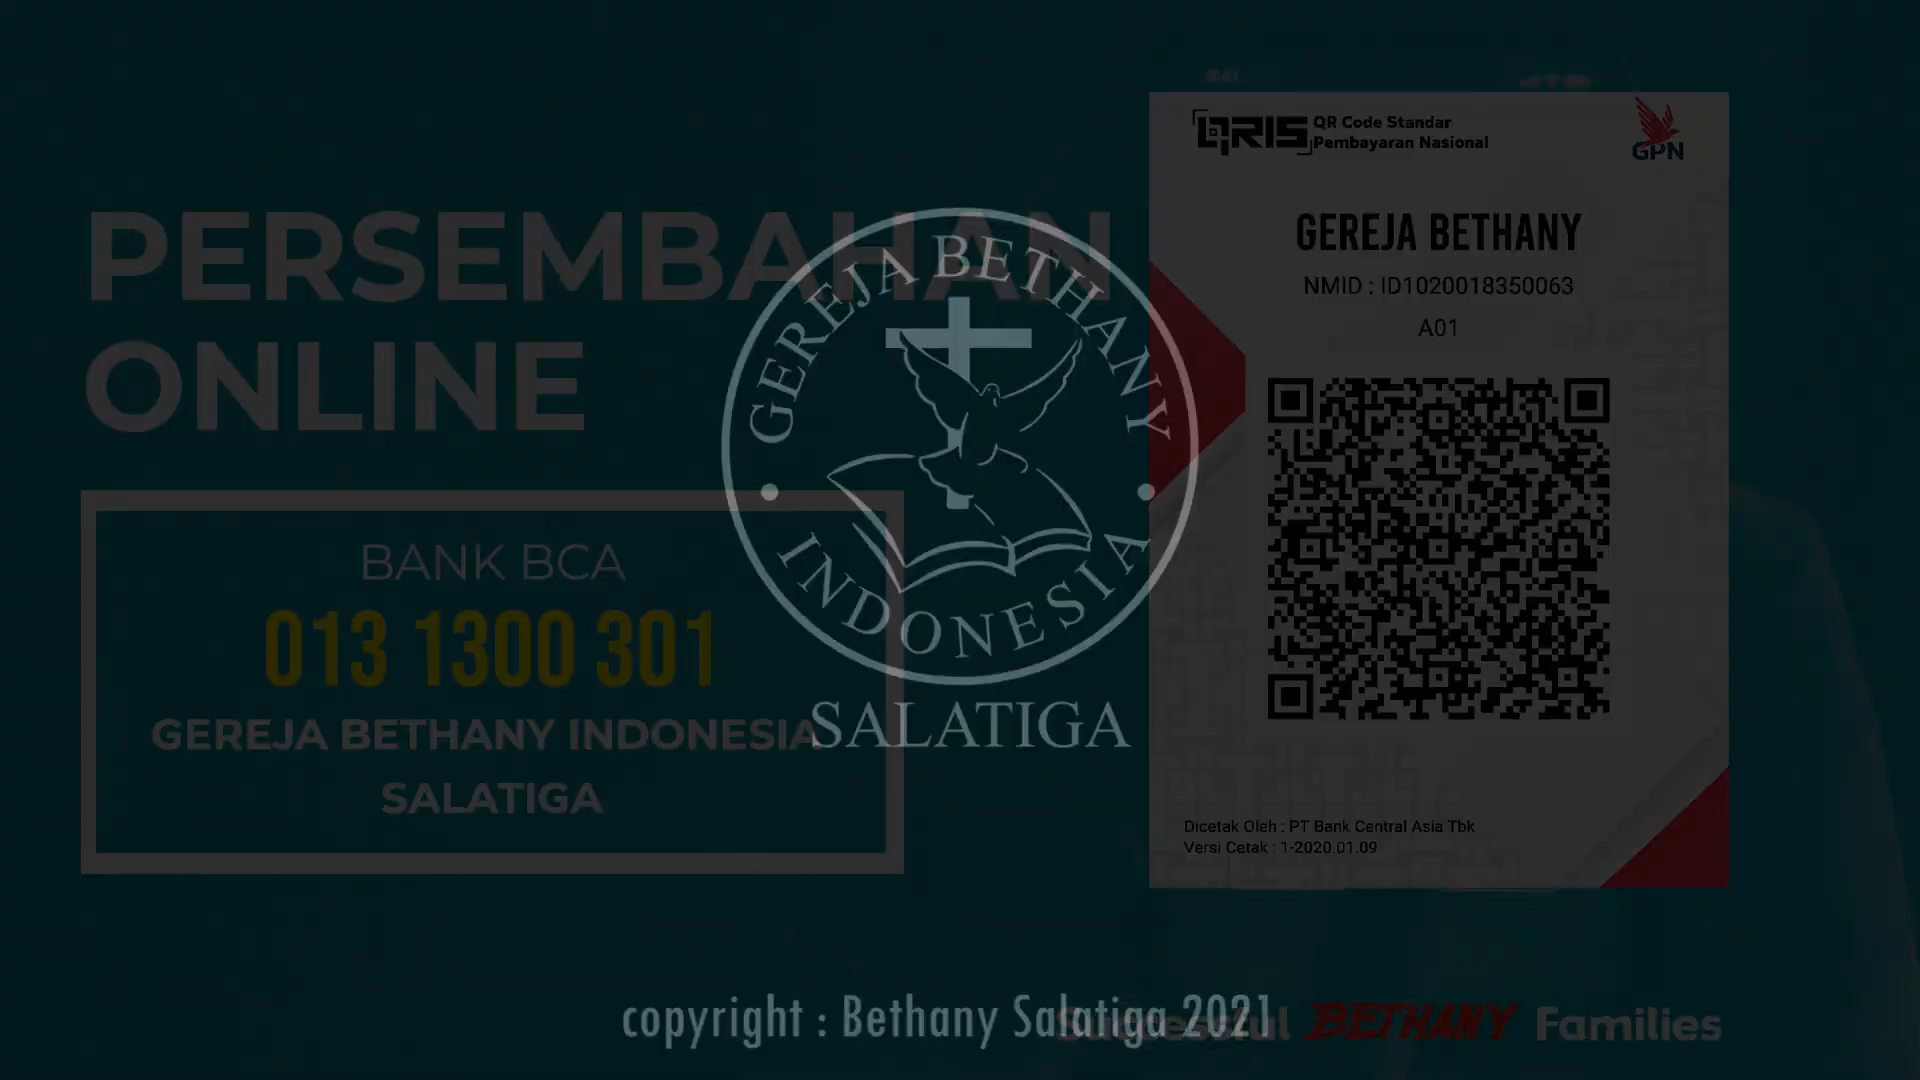 PERSEMBAHAN
ONLINE
BANK BCA
013 1300 301
GEREJA BETHANY INDONESIA
SALATIGA
GEREJA BETHANY
INDONESIA
SALATIGA
QRIS
QR Code Standar
Pembayaran Nasional
GPN
GEREJA BETHANY
NMID : ID1020018350063
A01
Dicetak Oleh : PT Bank Central Asia Tbk
Versi Cetak : 1-2020.01.09
copyright : Bethany Salatiga 2021
Successful BETHANY Families